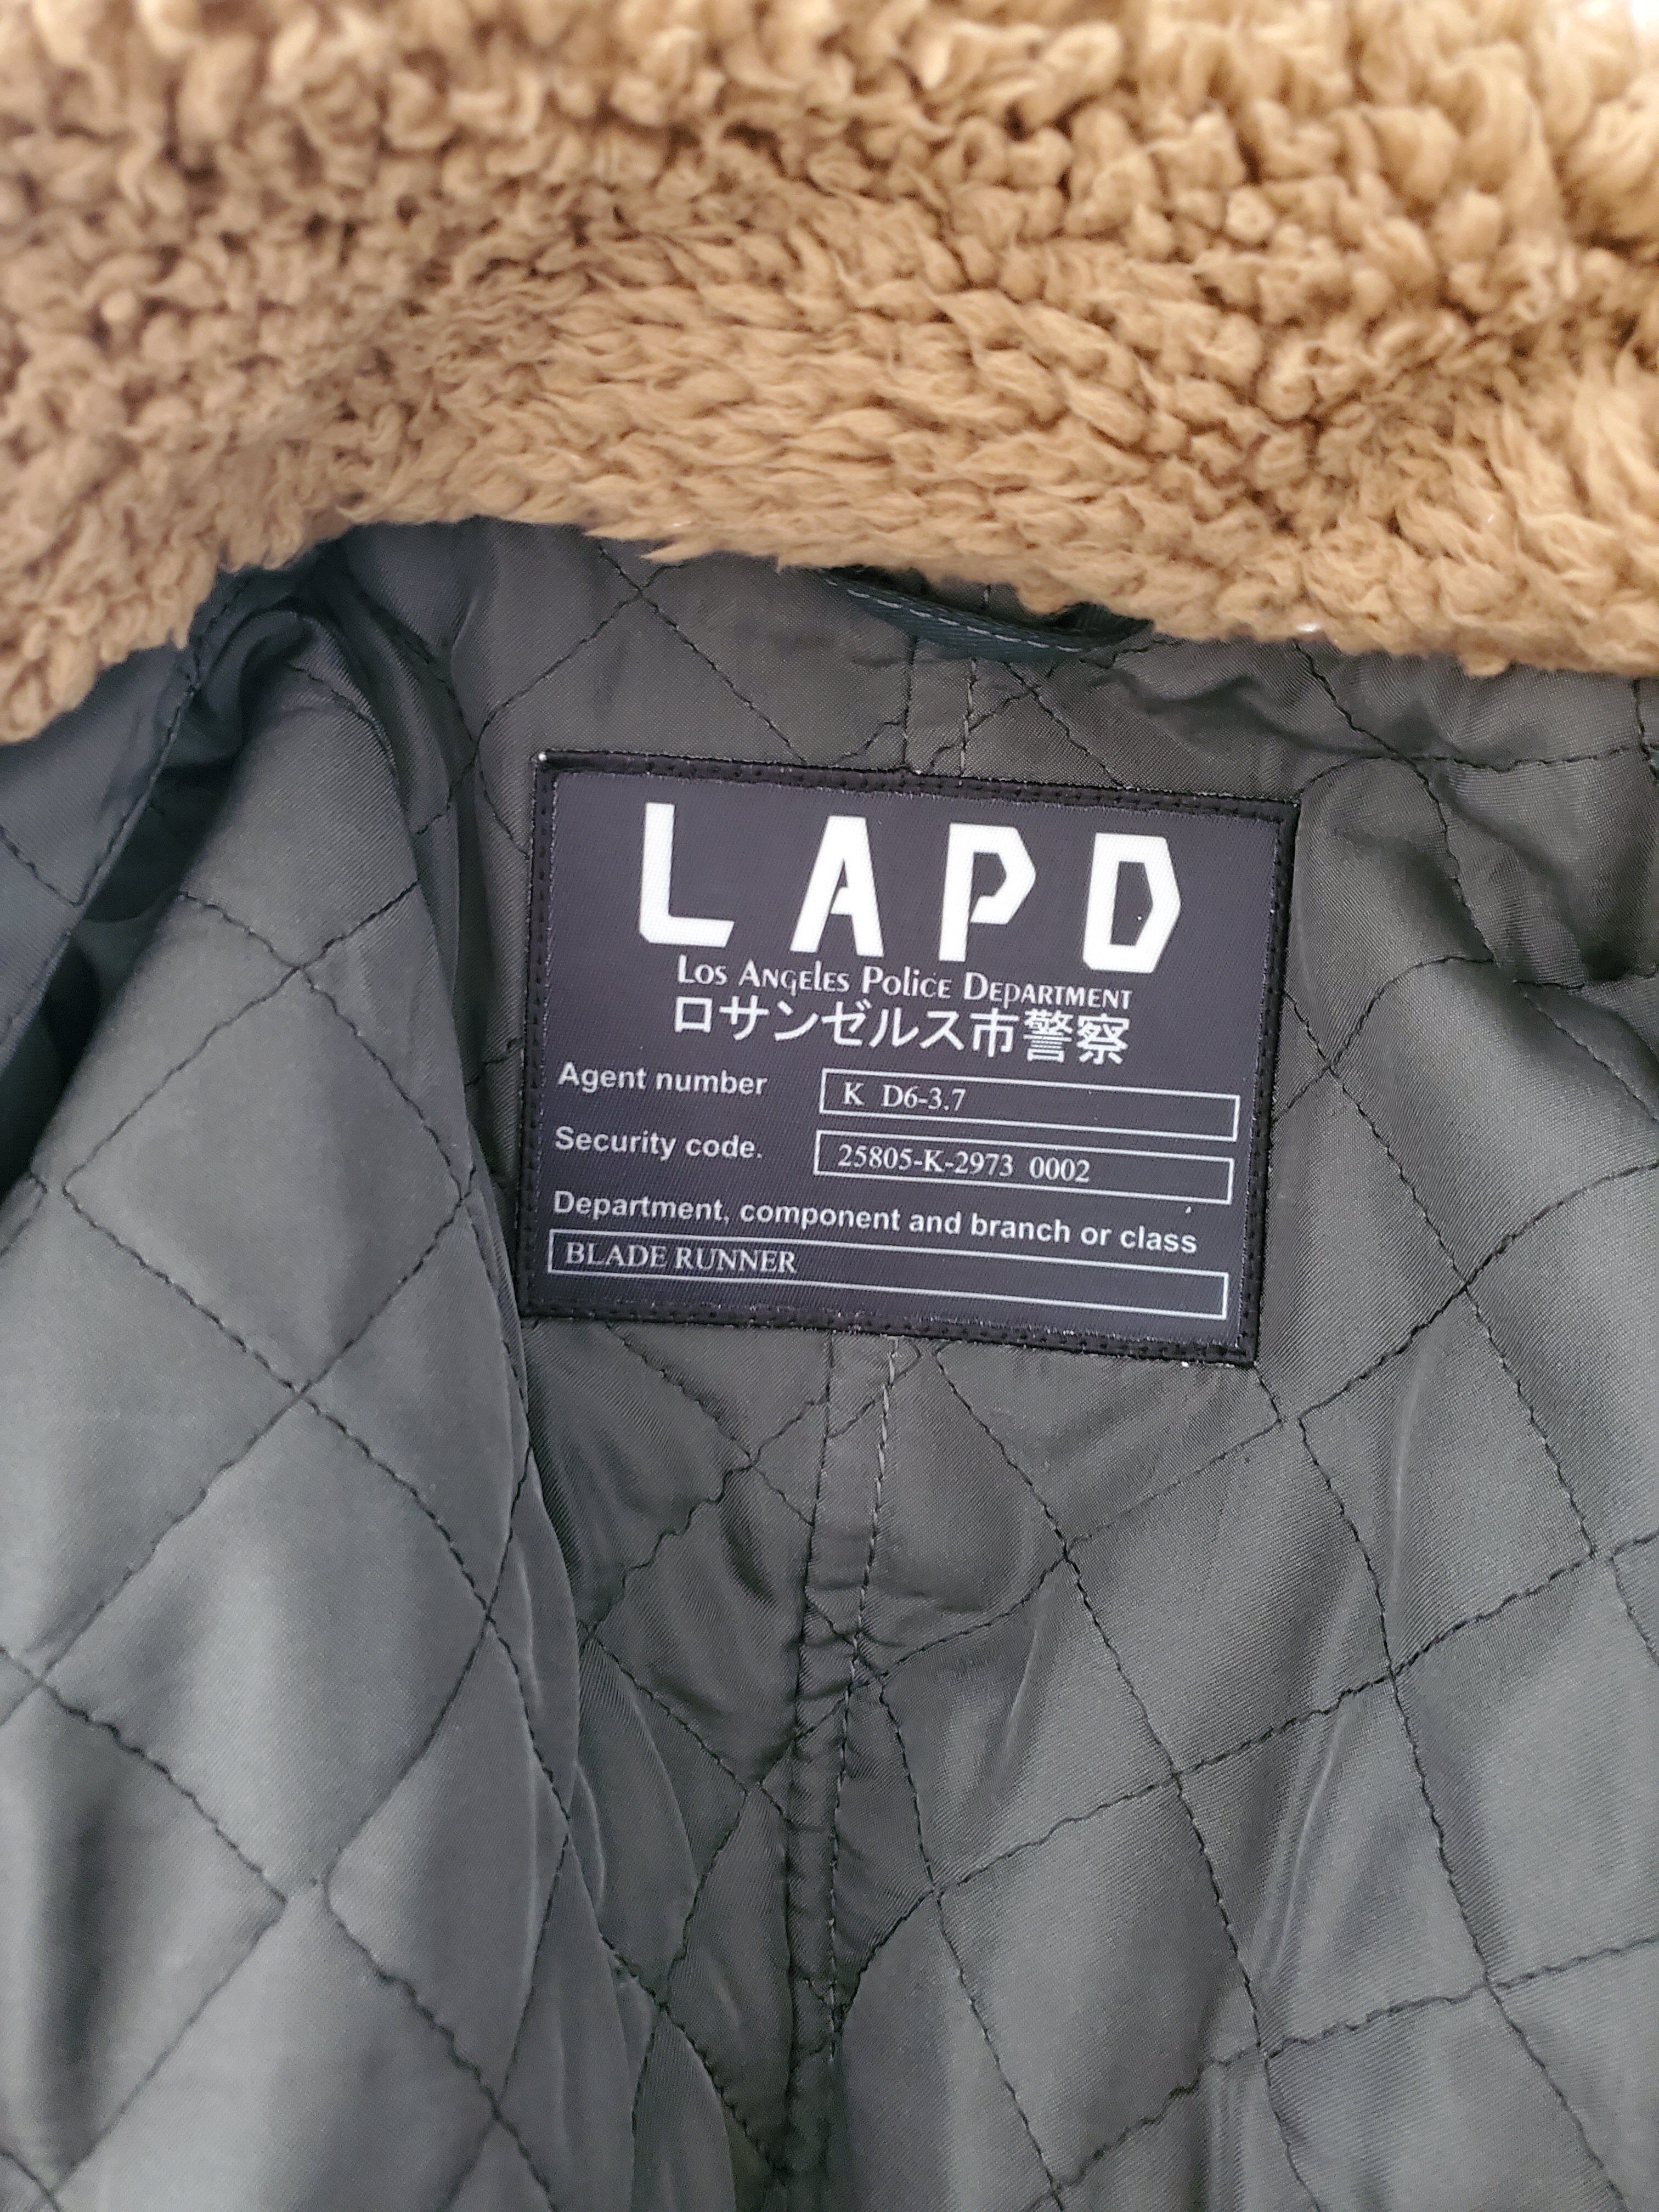 LAPD
Los Angeles Police Department
ロサンゼルス市警察
Agent number K D6-3.7
Security code. 25805-K-2973 0002
Department, component and branch or class
BLADE RUNNER